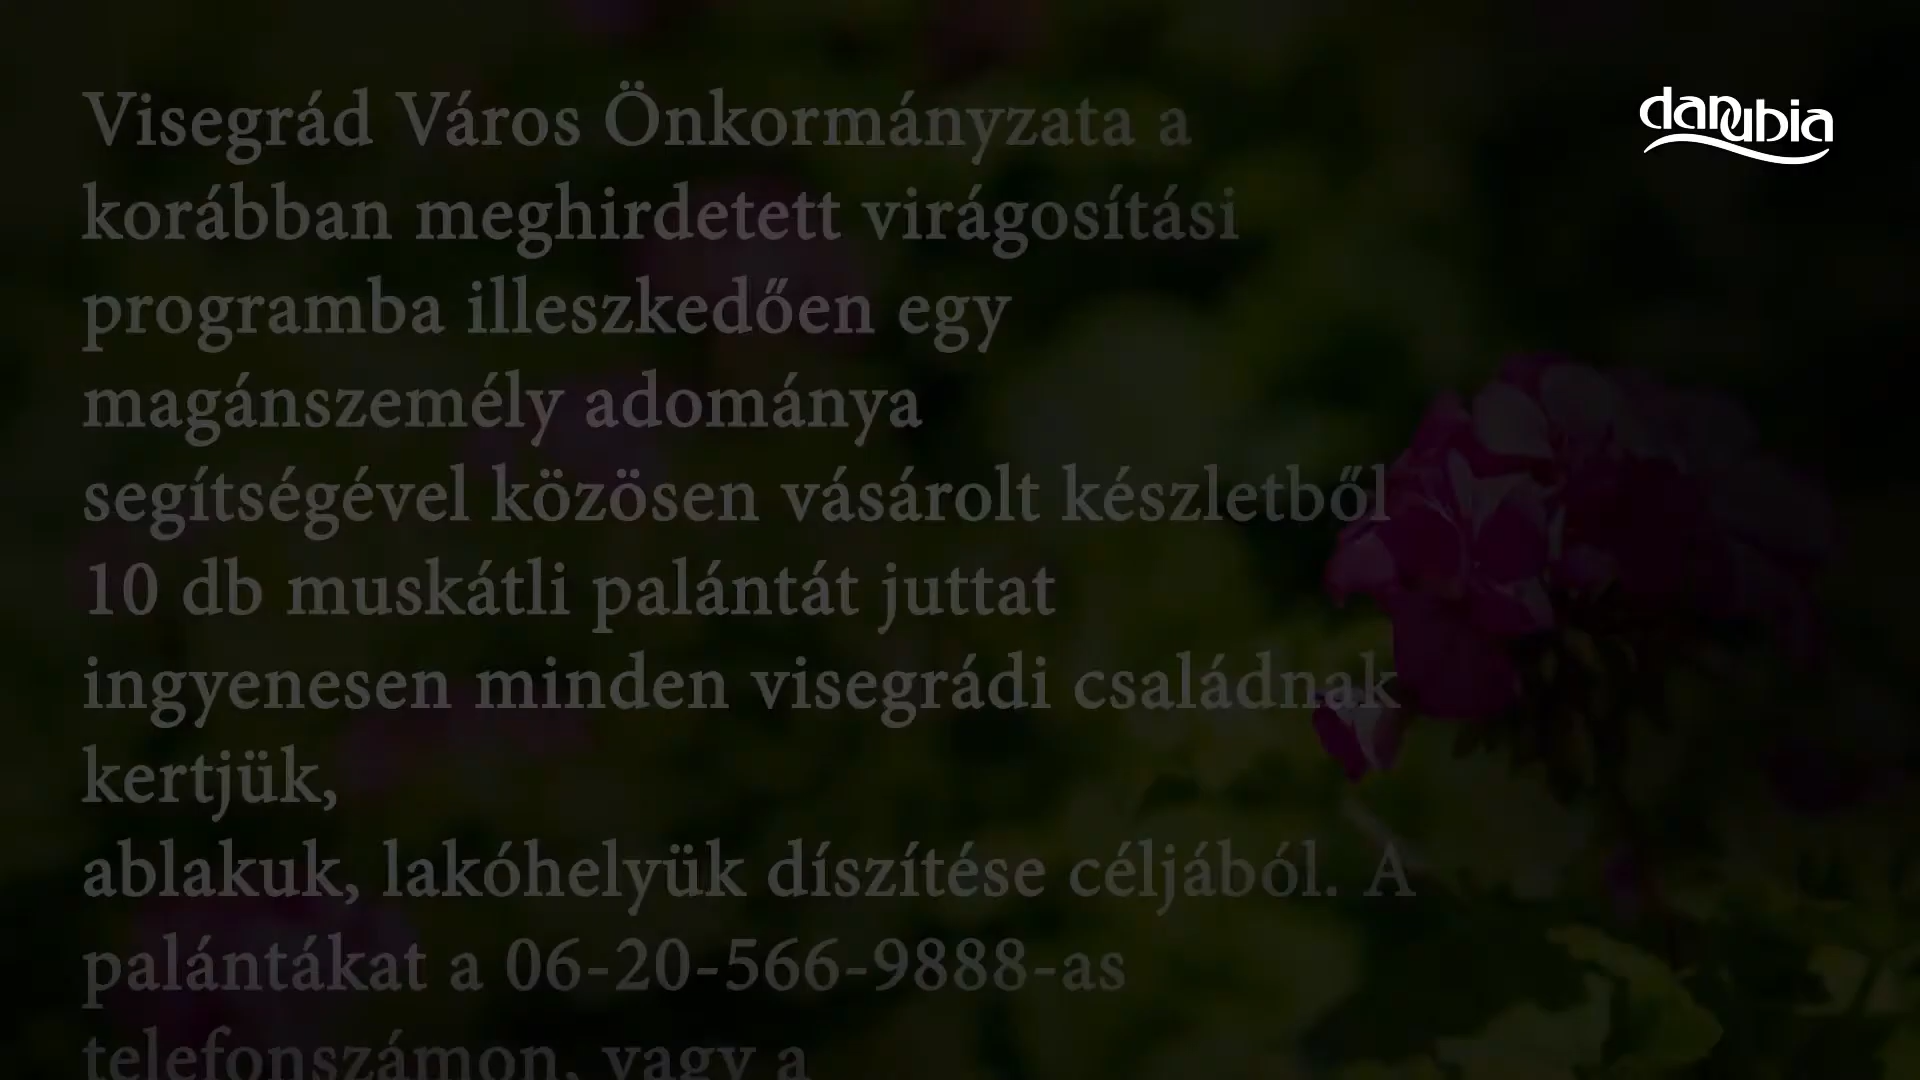 danubia
Visegrád Város Önkormányzata a
korábban meghirdetett virágosítási
programba illeszkedően egy
magánszemély adománya
segítségével közösen vásárolt készletből
10 db muskátli palántát juttat
ingyenesen minden visegrádi családnak
kertjük,
ablakuk, lakóhelyük díszítése céljából. A
palántákat a 06-20-566-9888-as
telefonszámon, vagy a